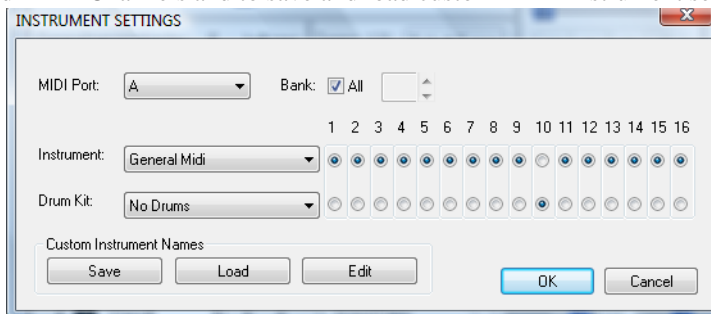 INSTRUMENT SETTINGS
MIDI Port: A Bank: All
1 2 3 4 5 6 7 8 9 10 11 12 13 14 15 16
Instrument: General Midi
Drum Kit: No Drums
Custom Instrument Names
Save Load Edit OK Cancel